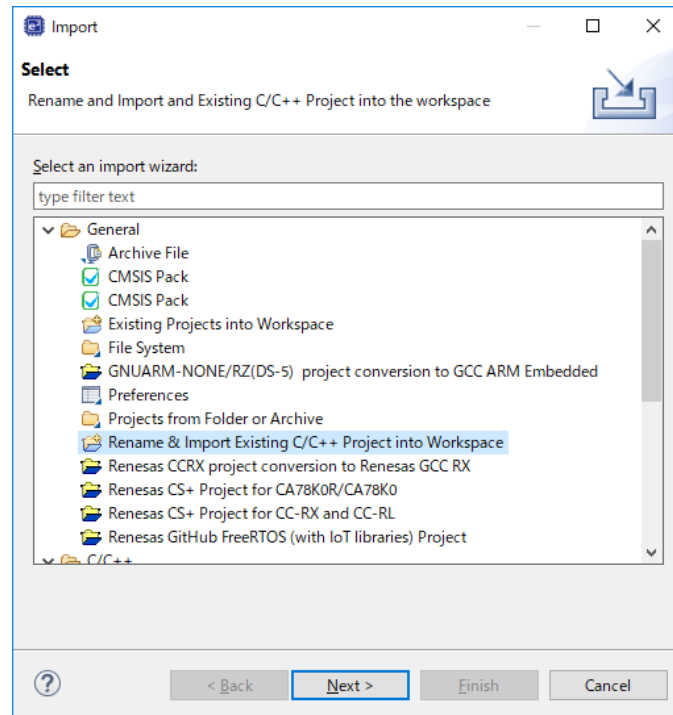 Import
Select
Rename and Import and Existing C/C++ Project into the workspace
Select an import wizard:
type filter text
General
Archive File
CMSIS Pack
CMSIS Pack
Existing Projects into Workspace
File System
GNUARM-NONE/RZ(DS-5)  project conversion to GCC ARM Embedded
Preferences
Projects from Folder or Archive
Rename & Import Existing C/C++ Project into Workspace
Renesas CCRX project conversion to Renesas GCC RX
Renesas CS+ Project for CA78K0R/CA78K0
Renesas CS+ Project for CC-RX and CC-RL
Renesas GitHub FreeRTOS (with IoT libraries) Project
C/C++
< Back
Next >
Finish
Cancel